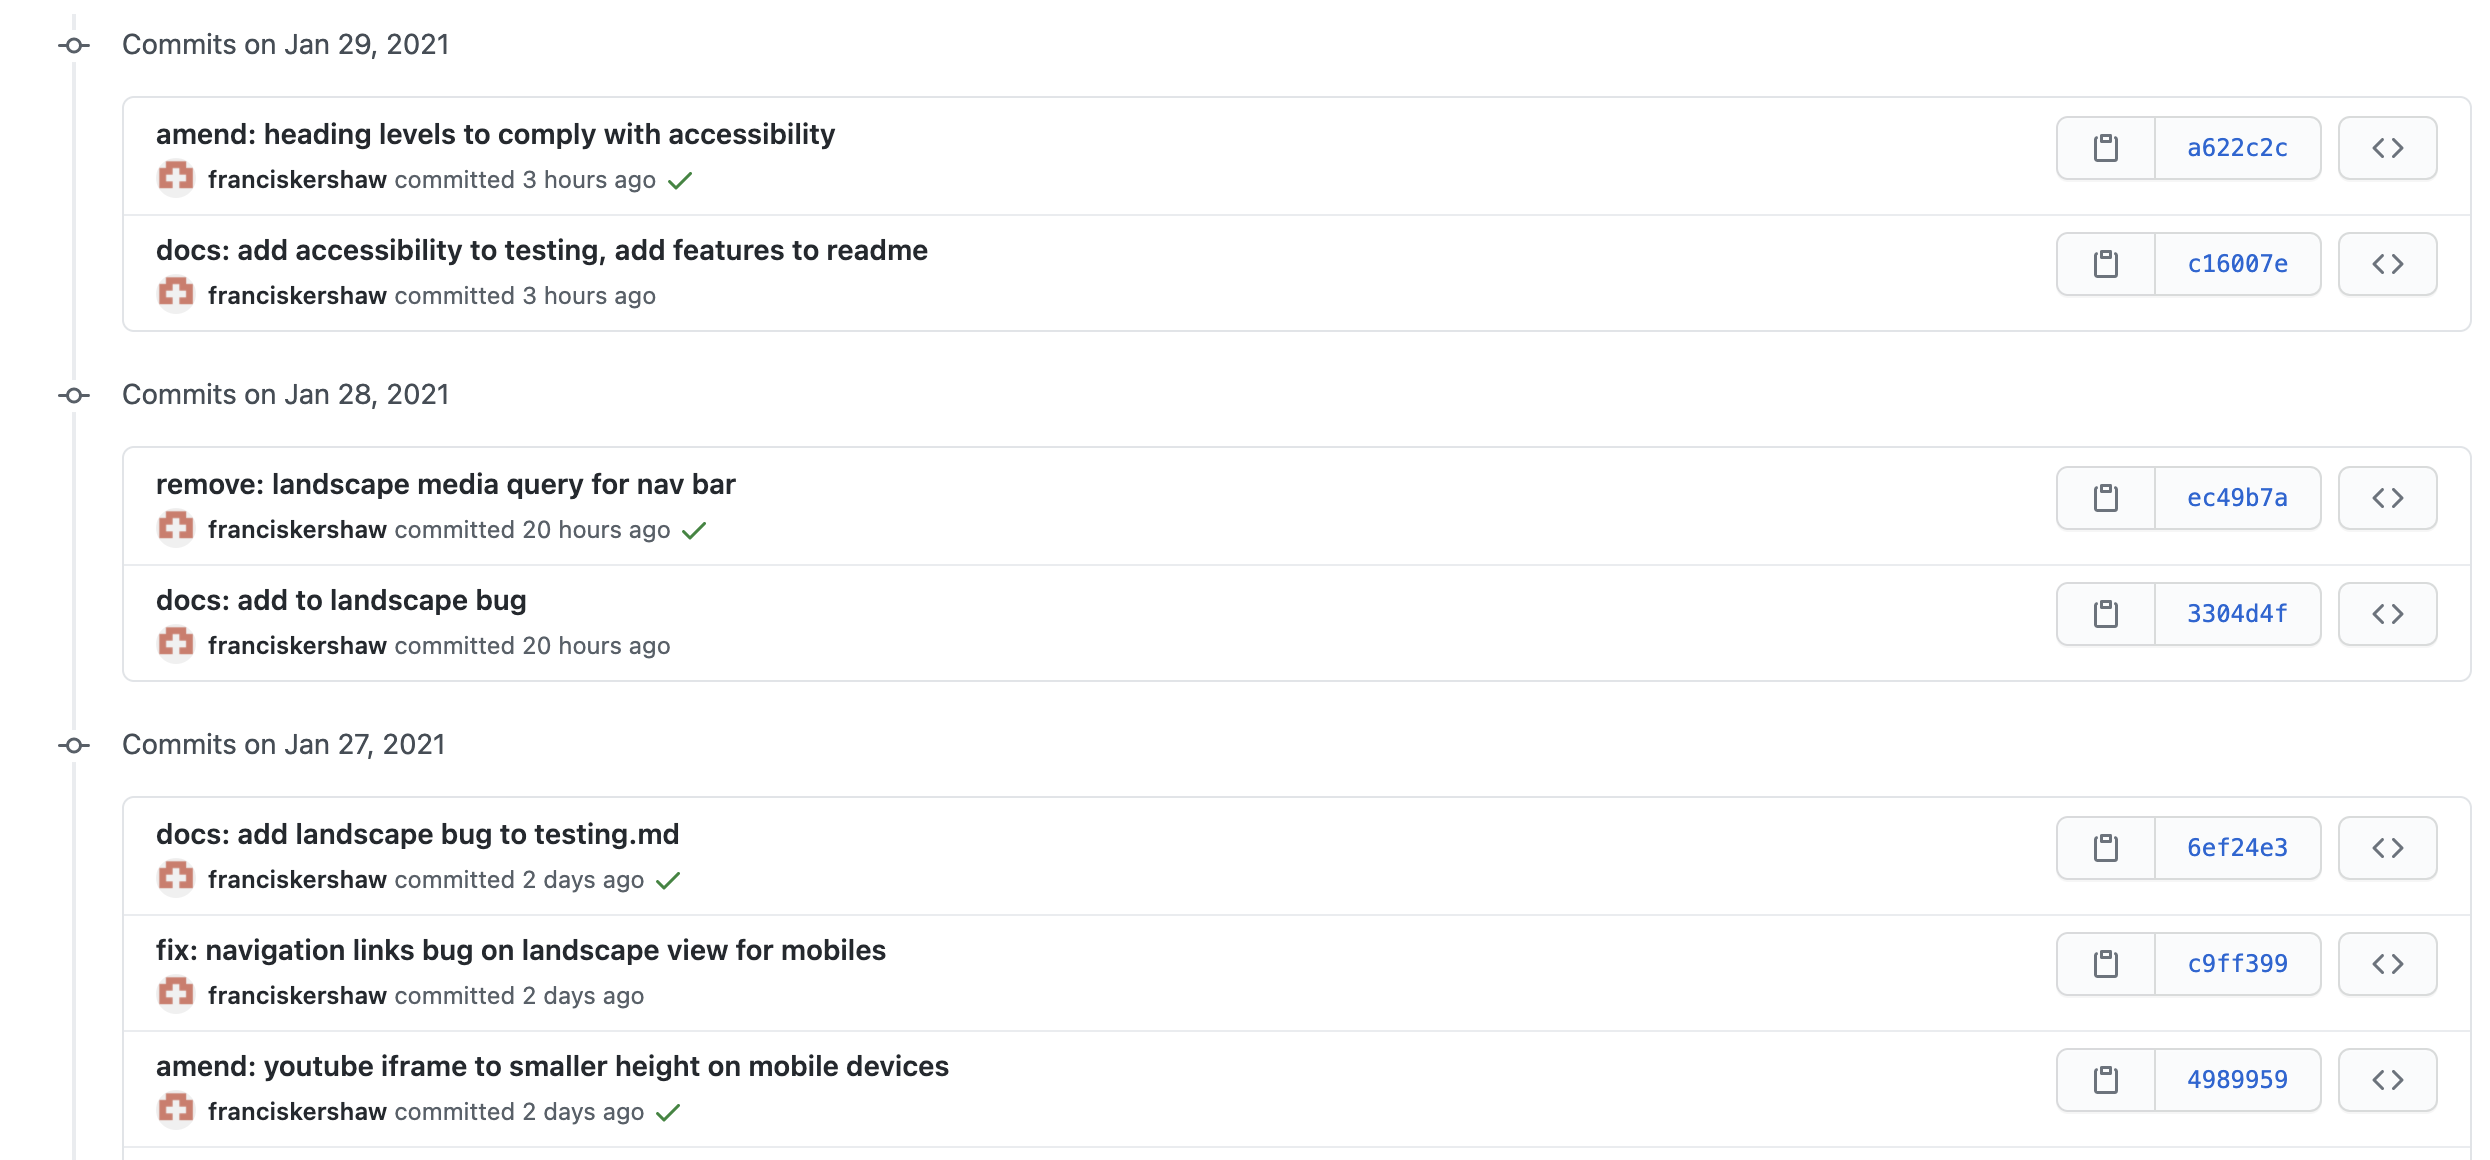 Commits on Jan 29, 2021
amend: heading levels to comply with accessibility
a622c2c
franciskershaw committed 3 hours ago
docs: add accessibility to testing, add features to readme
c16007e
franciskershaw committed 3 hours ago
Commits on Jan 28, 2021
remove: landscape media query for nav bar
ec49b7a
franciskershaw committed 20 hours ago
docs: add to landscape bug
3304d4f
franciskershaw committed 20 hours ago
Commits on Jan 27, 2021
docs: add landscape bug to testing.md
6ef24e3
franciskershaw committed 2 days ago
fix: navigation links bug on landscape view for mobiles
c9ff399
franciskershaw committed 2 days ago
amend: youtube iframe to smaller height on mobile devices
4989959
franciskershaw committed 2 days ago